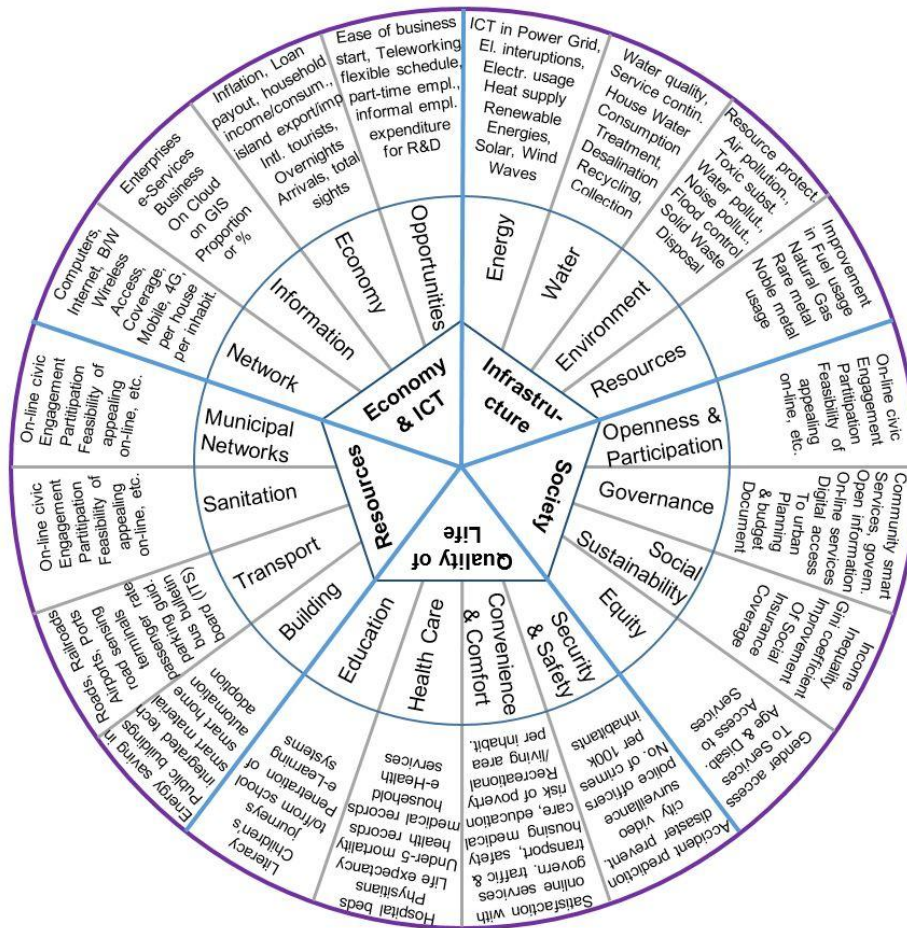 Economy
& ICT
Network
Computers,
Internet, B/W
Wireless
Access,
Coverage,
Mobile, 4G,
per house
per inhabit.
Information
Enterprises
e-Services
Business
On Cloud
on GIS
Proportion
or %
Economy
Inflation, Loan
payout, household
income/consum.,
island export/imp
Intl. tourists,
Overnights
Arrivals, total
sights
Opportunities
Ease of business
start, Teleworking
flexible schedule,
part-time empl.,
informal empl.
expenditure
for R&D
Infrastru-
cture
Energy
ICT in Power Grid,
El. interuptions,
Electr. usage
Heat supply
Renewable
Energies,
Solar, Wind
Waves
Water
Water quality,
Service contin.
House Water
Consumption
Treatment,
Desalination
Recycling,
Collection
Environment
Resource protect.
Air pollution,
Toxic subst.
Water pollut.,
Noise pollut.,
Flood control
Solid Waste
Disposal
Resources
Improvement
in Fuel usage
Natural Gas
Rare metal
Noble metal
usage
Society
Openness &
Participation
On-line civic
Engagement
Partitipation
Feasibility of
appealing
on-line, etc.
Governance
Community smart
Services, govern.
Open information
On-line services
Digital access
To urban
Planning
& budget
Document
Social
Sustainability
Income
Inequality
Gini coefficient
Improvement
Of Social
Insurance
Coverage
Equity
Gender access
To Services
Age & Disab.
Access to
Services
Quality of
Life
Security
& Safety
Accident prediction
disaster prevent.
city video
surveillance
police officers
No. of crimes
per 100k
inhabitants
Convenience
& Comfort
Satisfaction with
online services
govern. traffic &
transport, safety
housing medical
care, education,
risk of poverty
Recreational
/living area
per inhabit.
Health Care
Hospital beds
Physitians
Life expectancy
Under-5 mortality
health records
medical records
household
e-Health
services
Education
Literacy
Children's
journeys
to/from school
Penetration of
e-Learning
systems
Resources
Building
Energy saving in
Public buildings
integrated tech
smart material
smart home
automation
adoption
Transport
Roads, Railroads
Airports, Ports
road sensing
terminals
passenger rate
parking guid.
bus bulletin
board (ITS)
Sanitation
On-line civic
Engagement
Partitipation
Feasibility of
appealing
on-line, etc.
Municipal
Networks
On-line civic
Engagement
Partitipation
Feasibility of
appealing
on-line, etc.